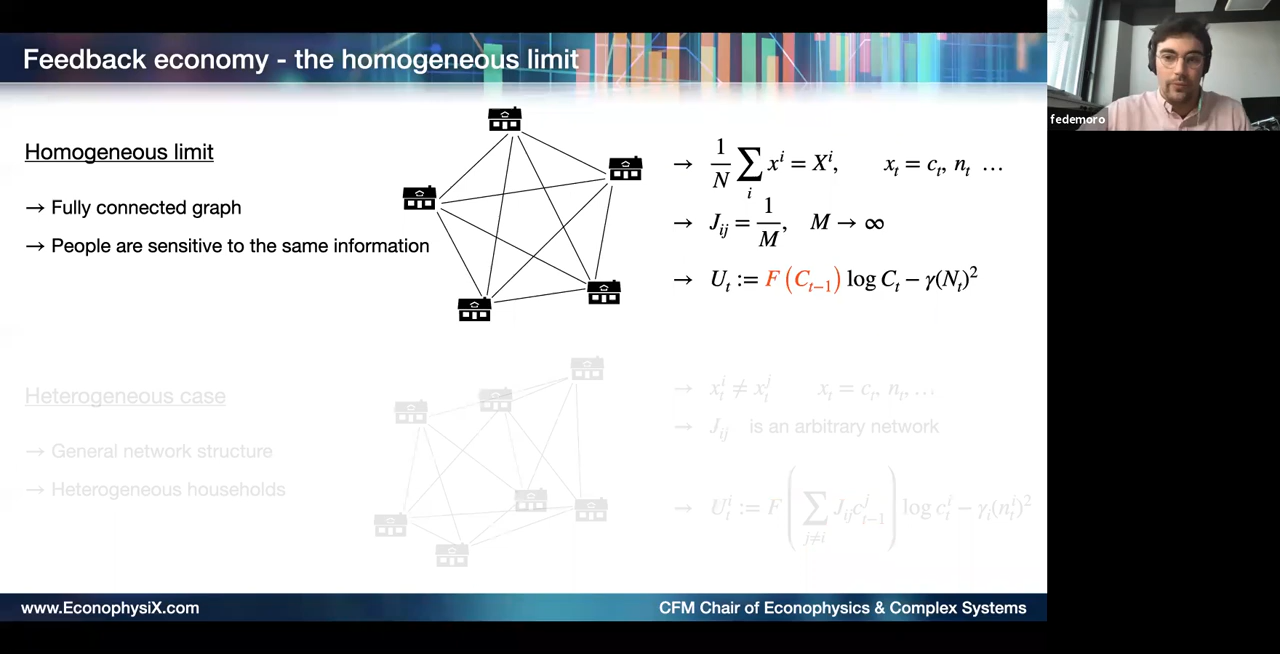 Feedback economy - the homogeneous limit
fedemoro
Homogeneous limit
→ Fully connected graph
→ People are sensitive to the same information
→ 1/N ∑_i x^i = X^i, x_t = c_t, n_t …
→ J_ij = 1/M, M → ∞
→ U_t := F (C_{t−1}) log C_t − γ(N_t)^2
Heterogeneous case
→ General network structure
→ Heterogeneous households
→ x_t^i ≠ x_t^j x_t = c_t, n_t, …
→ J_ij is an arbitrary network
→ U_t^i := F ( ∑_{j≠i} J_ij c_{t−1}^j ) log c_t^i − γ_i(n_t^i)^2
www.EconophysiX.com
CFM Chair of Econophysics & Complex Systems